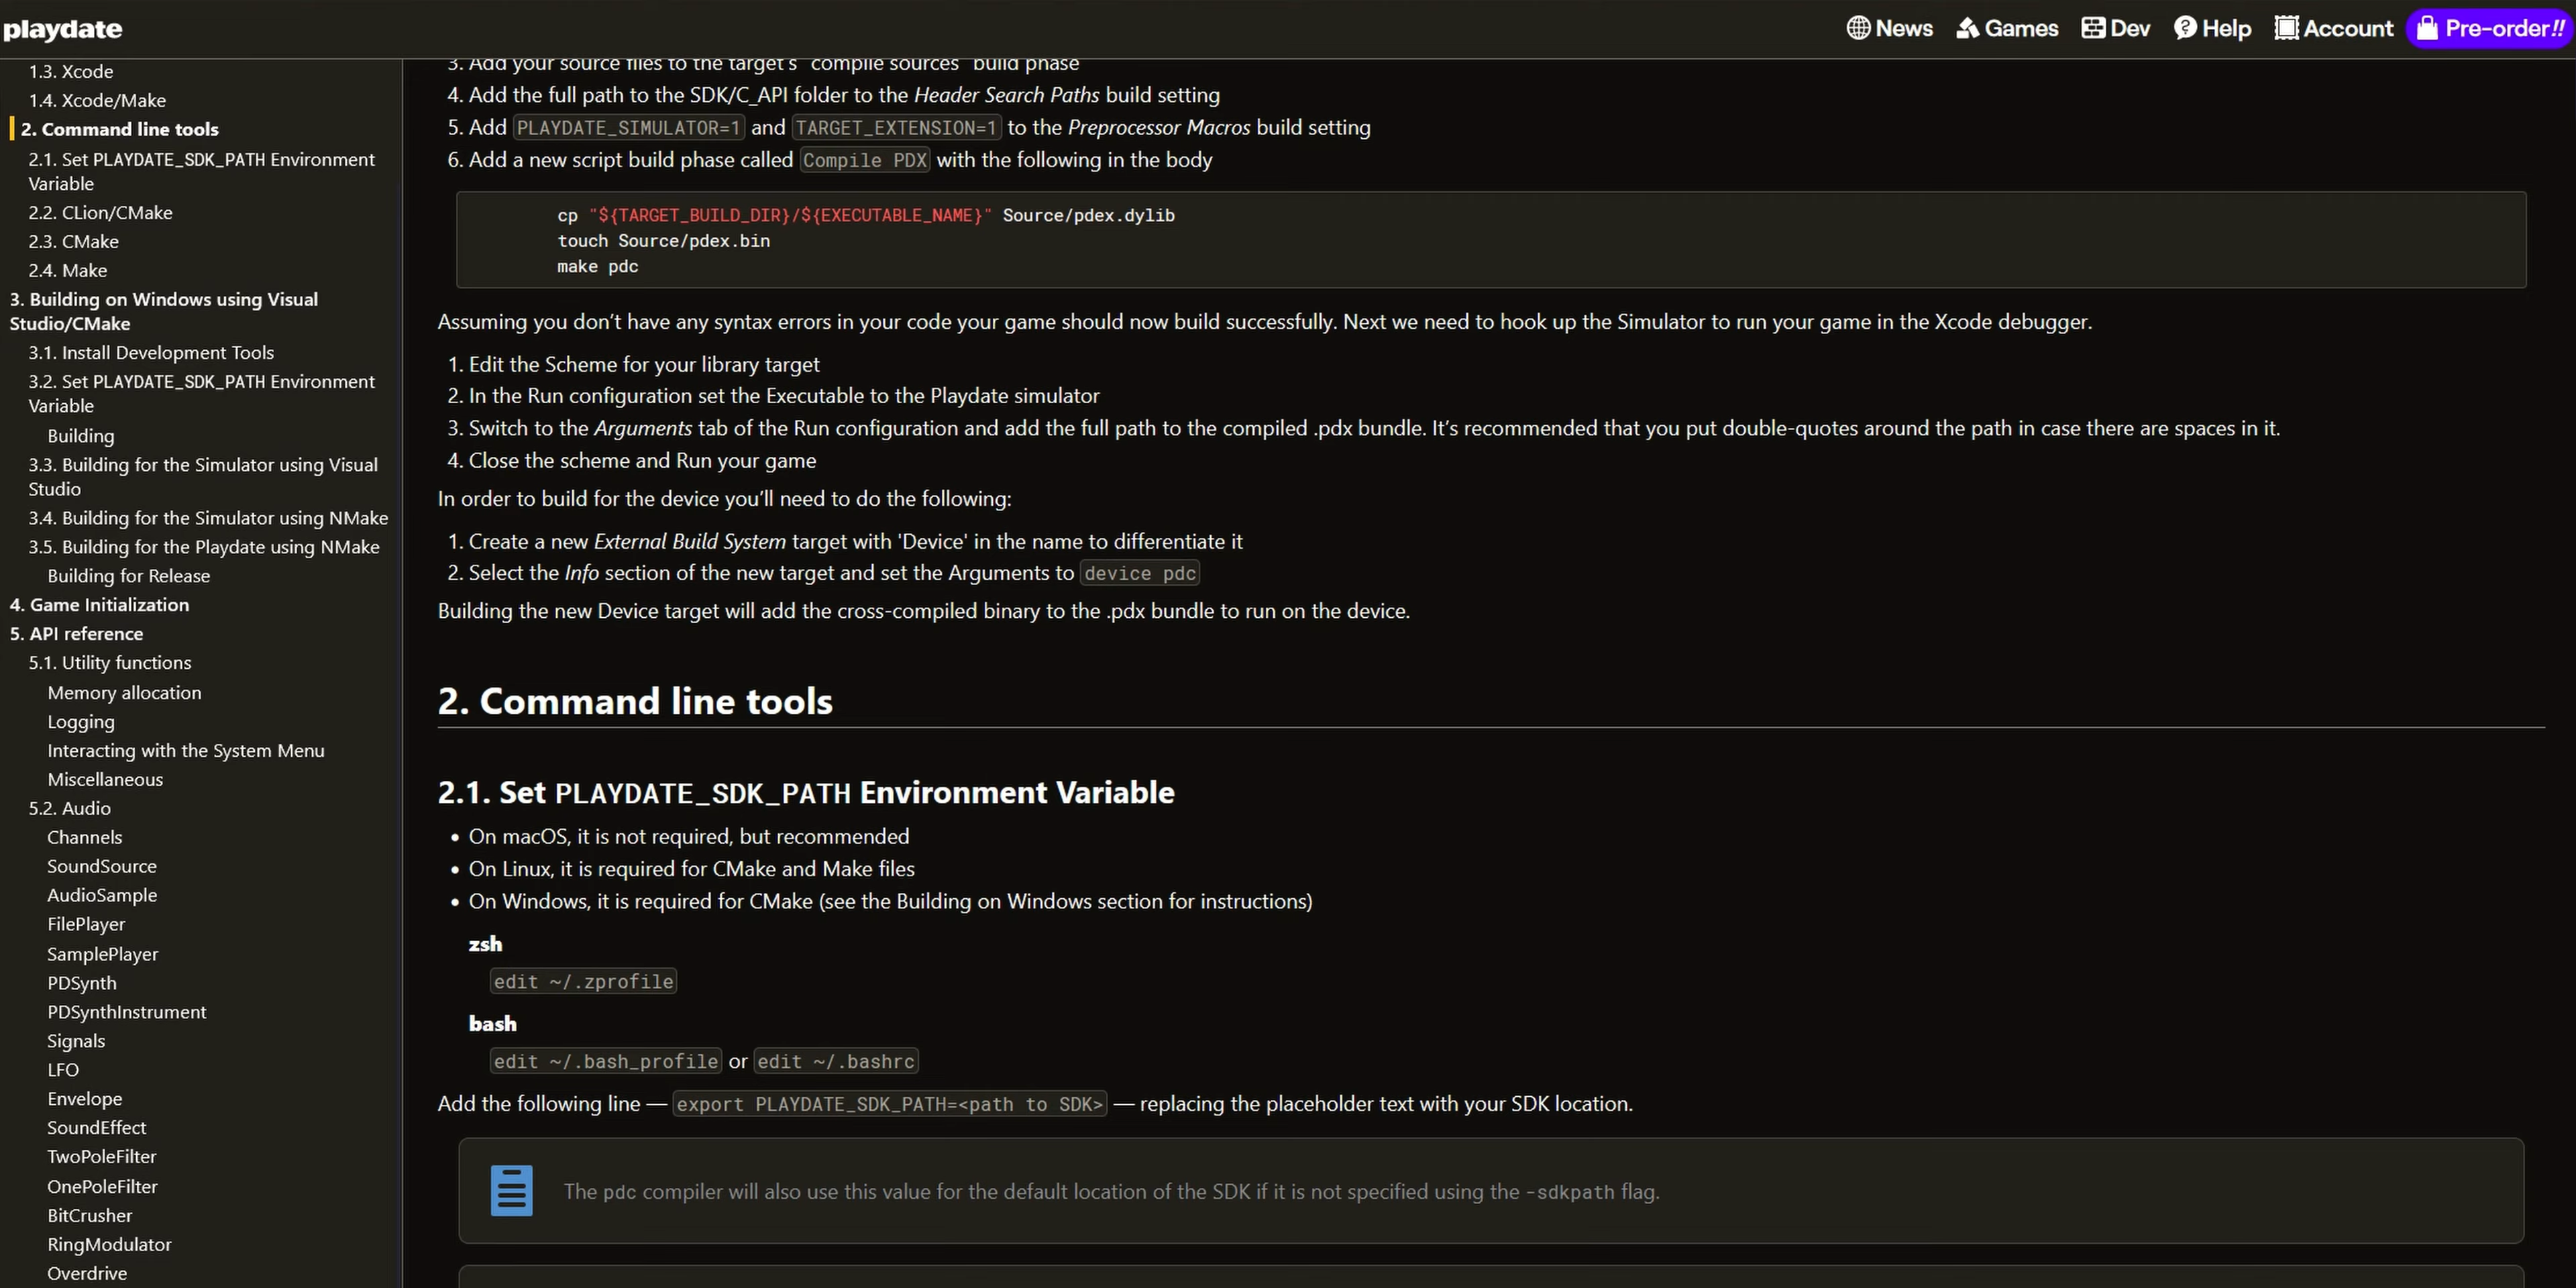 playdate
News
Games
Dev
Help
Account
Pre-order!!
1.3. Xcode
1.4. Xcode/Make
2. Command line tools
2.1. Set PLAYDATE_SDK_PATH Environment
Variable
2.2. CLion/CMake
2.3. CMake
2.4. Make
3. Building on Windows using Visual
Studio/CMake
3.1. Install Development Tools
3.2. Set PLAYDATE_SDK_PATH Environment
Variable
Building
3.3. Building for the Simulator using Visual
Studio
3.4. Building for the Simulator using NMake
3.5. Building for the Playdate using NMake
Building for Release
4. Game Initialization
5. API reference
5.1. Utility functions
Memory allocation
Logging
Interacting with the System Menu
Miscellaneous
5.2. Audio
Channels
SoundSource
AudioSample
FilePlayer
SamplePlayer
PDSynth
PDSynthInstrument
Signals
LFO
Envelope
SoundEffect
TwoPoleFilter
OnePoleFilter
BitCrusher
RingModulator
Overdrive
3. Add your source files to the target's "compile sources" build phase
4. Add the full path to the SDK/C_API folder to the Header Search Paths build setting
5. Add PLAYDATE_SIMULATOR=1 and TARGET_EXTENSION=1 to the Preprocessor Macros build setting
6. Add a new script build phase called Compile PDX with the following in the body
cp "${TARGET_BUILD_DIR}/${EXECUTABLE_NAME}" Source/pdex.dylib
touch Source/pdex.bin
make pdc
Assuming you don’t have any syntax errors in your code your game should now build successfully. Next we need to hook up the Simulator to run your game in the Xcode debugger.
1. Edit the Scheme for your library target
2. In the Run configuration set the Executable to the Playdate simulator
3. Switch to the Arguments tab of the Run configuration and add the full path to the compiled .pdx bundle. It’s recommended that you put double-quotes around the path in case there are spaces in it.
4. Close the scheme and Run your game
In order to build for the device you’ll need to do the following:
1. Create a new External Build System target with 'Device' in the name to differentiate it
2. Select the Info section of the new target and set the Arguments to device pdc
Building the new Device target will add the cross-compiled binary to the .pdx bundle to run on the device.
2. Command line tools
2.1. Set PLAYDATE_SDK_PATH Environment Variable
• On macOS, it is not required, but recommended
• On Linux, it is required for CMake and Make files
• On Windows, it is required for CMake (see the Building on Windows section for instructions)
zsh
edit ~/.zprofile
bash
edit ~/.bash_profile or edit ~/.bashrc
Add the following line — export PLAYDATE_SDK_PATH=<path to SDK> — replacing the placeholder text with your SDK location.
The pdc compiler will also use this value for the default location of the SDK if it is not specified using the -sdkpath flag.